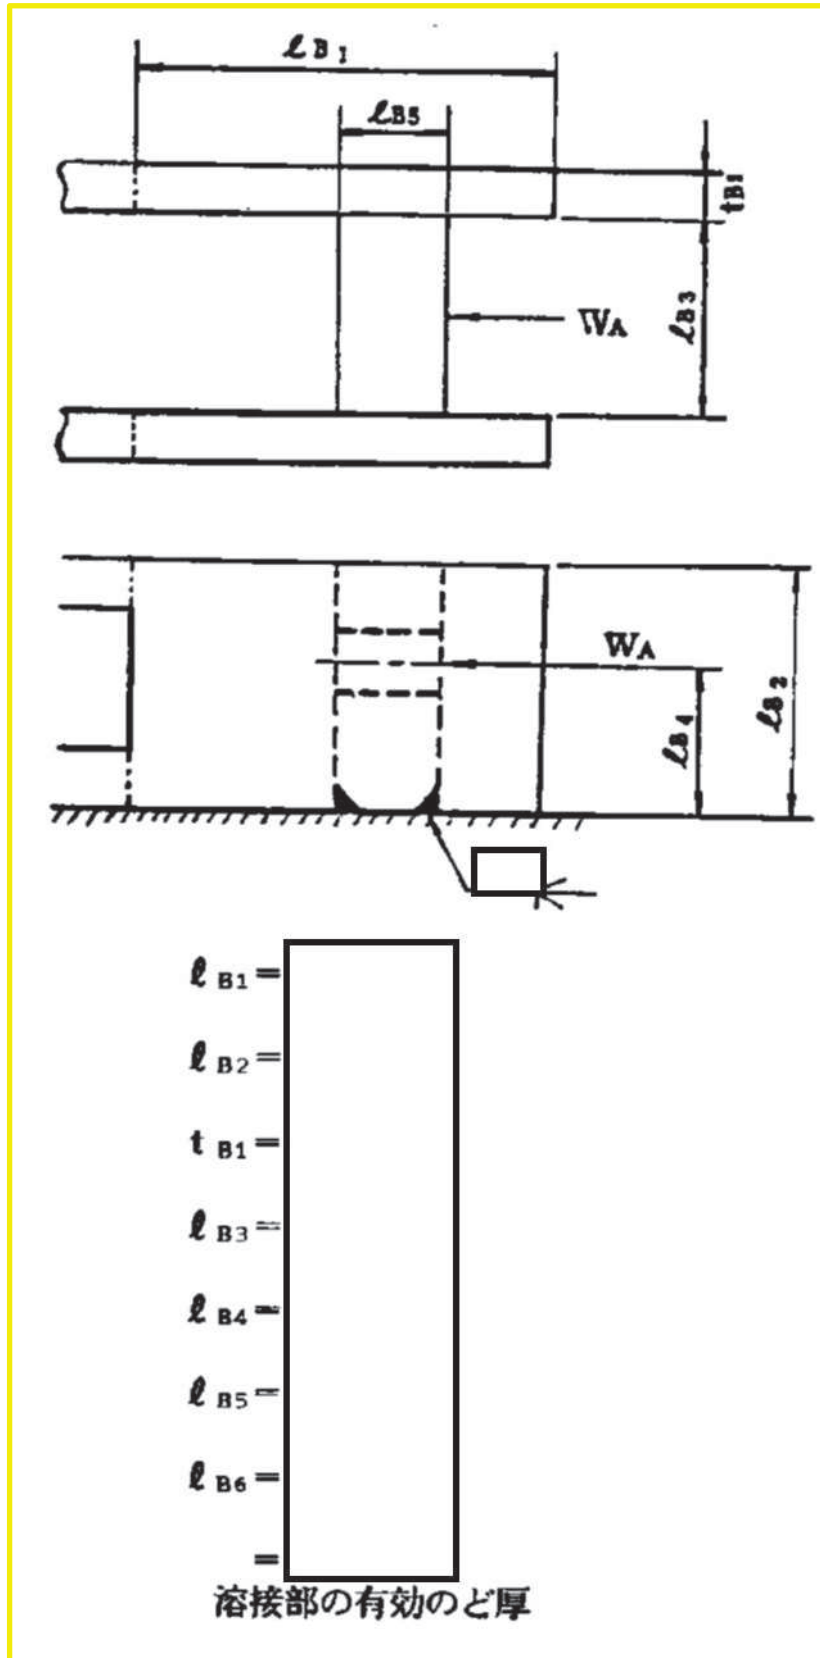 ℓB1
ℓB5
tB1
WA
ℓB3
WA
ℓB4
ℓB2
ℓB1=
ℓB2=
tB1=
ℓB3=
ℓB4=
ℓB5=
ℓB6=
=
溶接部の有効のど厚